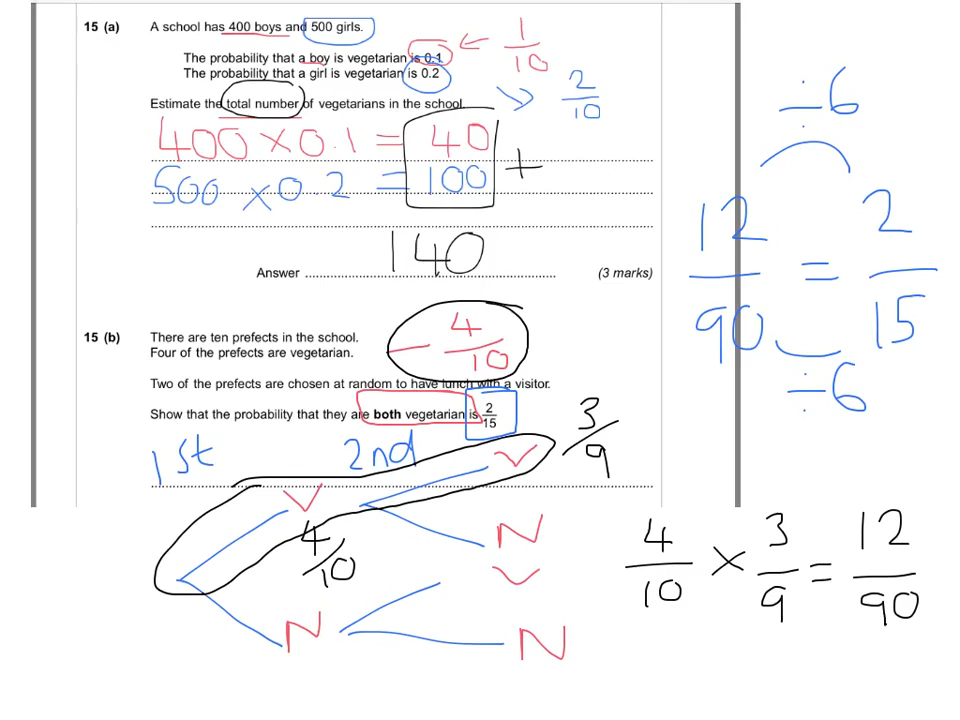 15 (a) A school has 400 boys and 500 girls.
The probability that a boy is vegetarian is 0.1
The probability that a girl is vegetarian is 0.2
1/10
2/10
Estimate the total number of vegetarians in the school.
400 × 0.1 = 40
500 × 0.2 = 100 +
140
Answer (3 marks)
15 (b) There are ten prefects in the school.
Four of the prefects are vegetarian.
4/10
Two of the prefects are chosen at random to have lunch with a visitor.
Show that the probability that they are both vegetarian is 2/15
1st 2nd
V 3/9
V
4/10
N
V
N
N
4/10 × 3/9 = 12/90
÷6
12/90 = 2/15
÷6